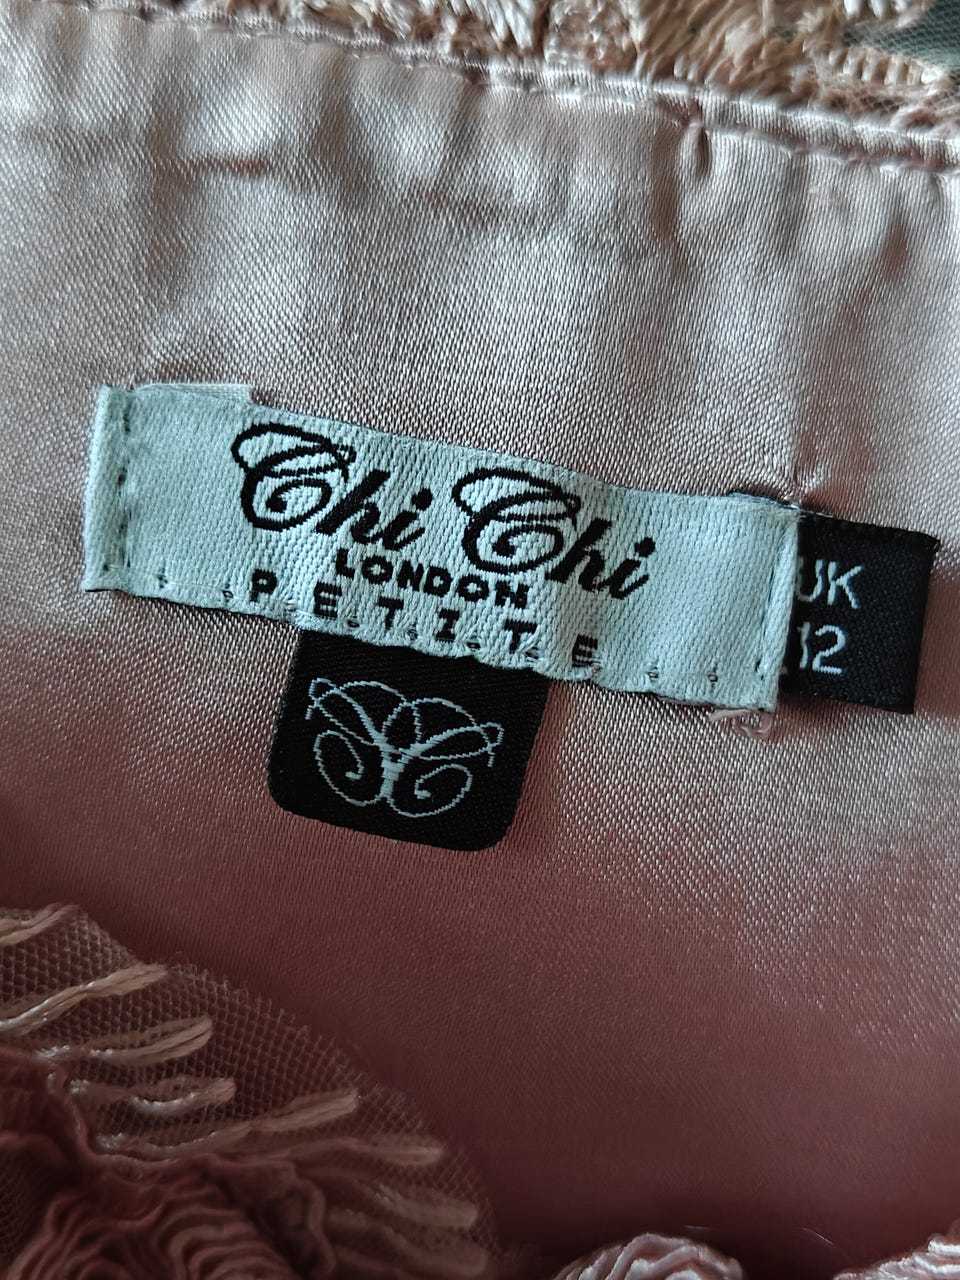 Chi Chi
LONDON
PETITE
UK
12